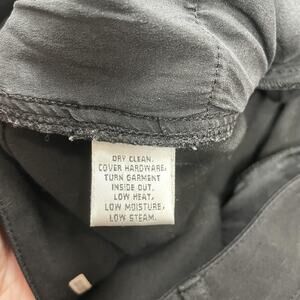 DRY CLEAN.
COVER HARDWARE.
TURN GARMENT
INSIDE OUT.
LOW HEAT,
LOW MOISTURE,
LOW STEAM.